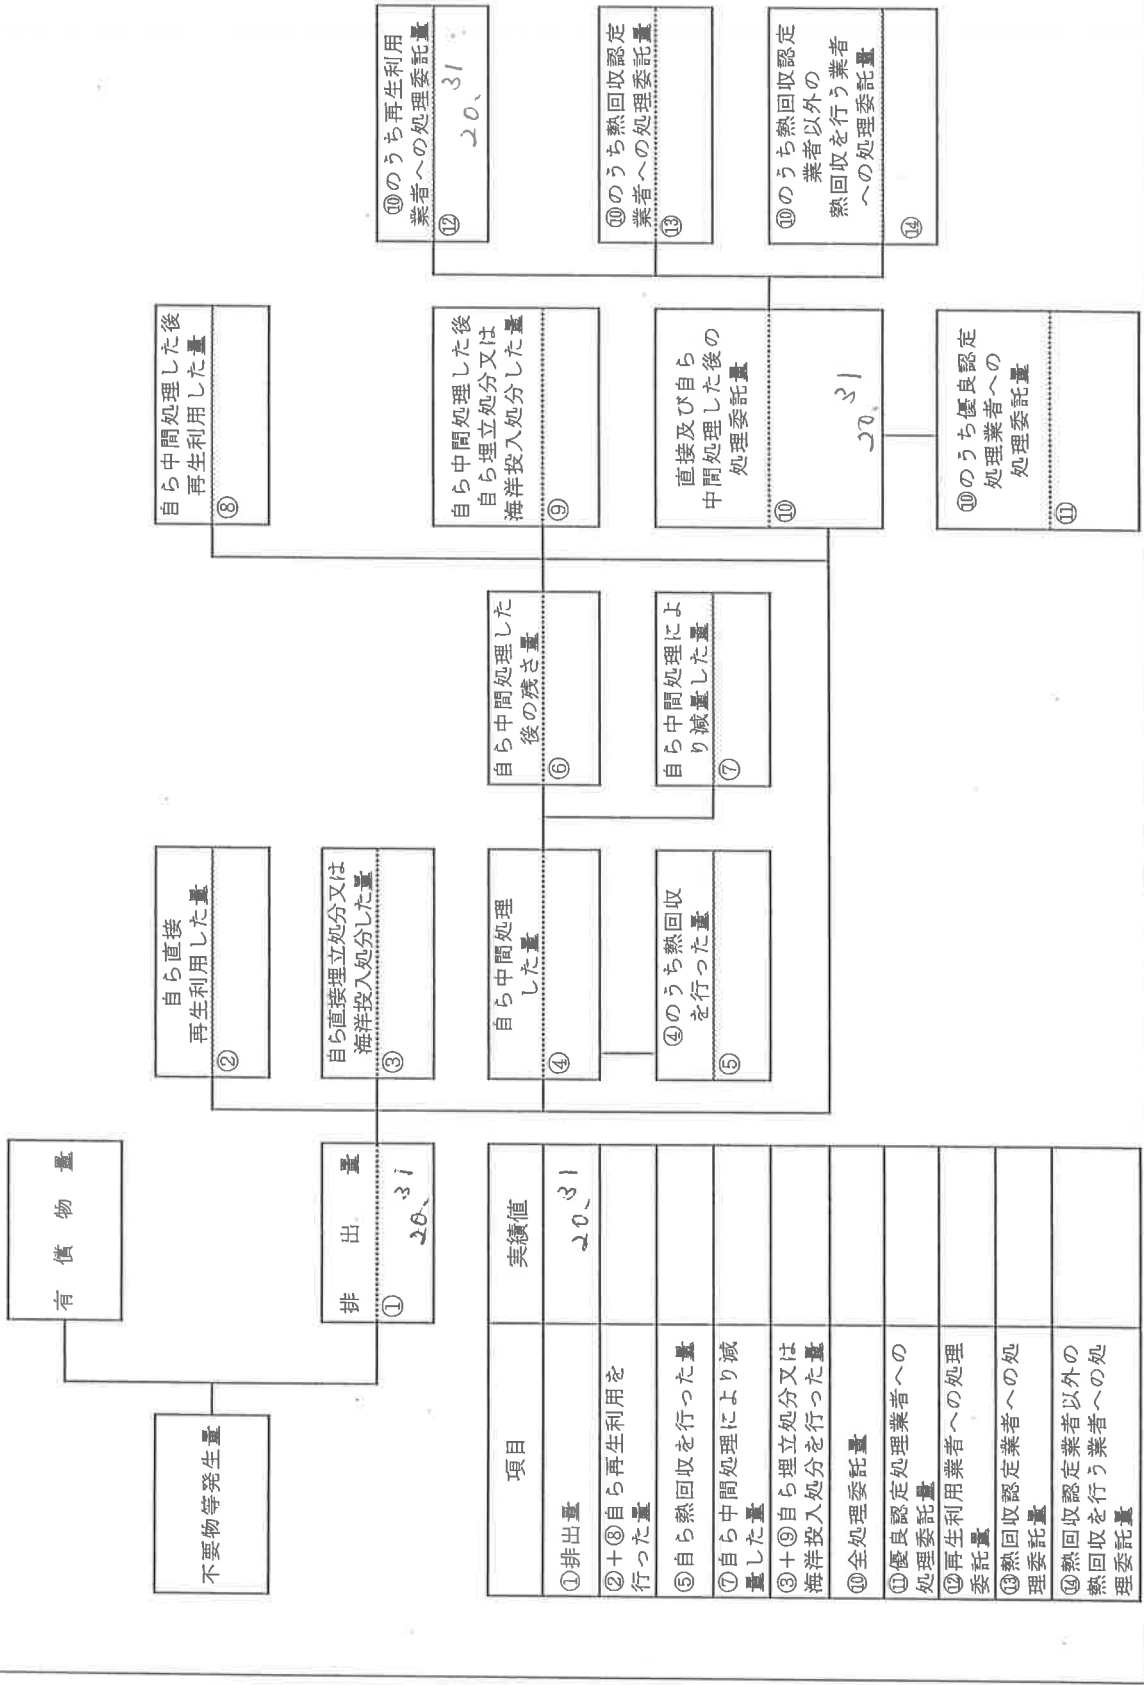 有償物量
不要物等発生量
排出量
①
20.31
自ら直接
再生利用した量
②
自ら直接埋立処分又は
海洋投入処分した量
③
自ら中間処理
した量
④
④のうち熱回収
を行った量
⑤
自ら中間処理した
後の残さ量
⑥
自ら中間処理によ
り減量した量
⑦
自ら中間処理した後
再生利用した量
⑧
自ら中間処理した後
自ら埋立処分又は
海洋投入処分した量
⑨
直接及び自ら
中間処理した後の
処理委託量
⑩
20.31
⑩のうち優良認定
処理業者への
処理委託量
⑪
⑩のうち再生利用
業者への処理委託量
⑫
20.31
⑩のうち熱回収認定
業者への処理委託量
⑬
⑩のうち熱回収認定
業者以外の
熱回収を行う業者
への処理委託量
⑭
項目 実績値
①排出量 20.31
②+⑧自ら再生利用を
行った量
⑤自ら熱回収を行った量
⑦自ら中間処理により減
量した量
③+⑨自ら埋立処分又は
海洋投入処分を行った量
⑩全処理委託量
⑪優良認定処理業者への
処理委託量
⑫再生利用業者への処理
委託量
⑬熱回収認定業者への処
理委託量
⑭熱回収認定業者以外の
熱回収を行う業者への処
理委託量